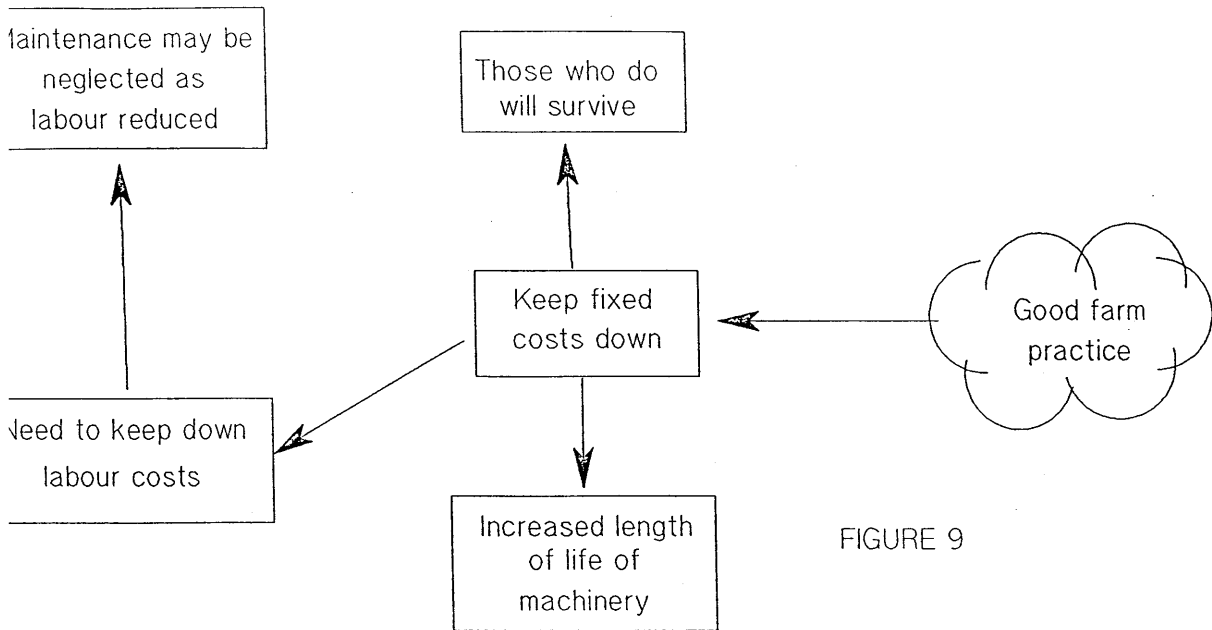 Maintenance may be
neglected as
labour reduced
Those who do
will survive
Keep fixed
costs down
Good farm
practice
Need to keep down
labour costs
Increased length
of life of
machinery
FIGURE 9